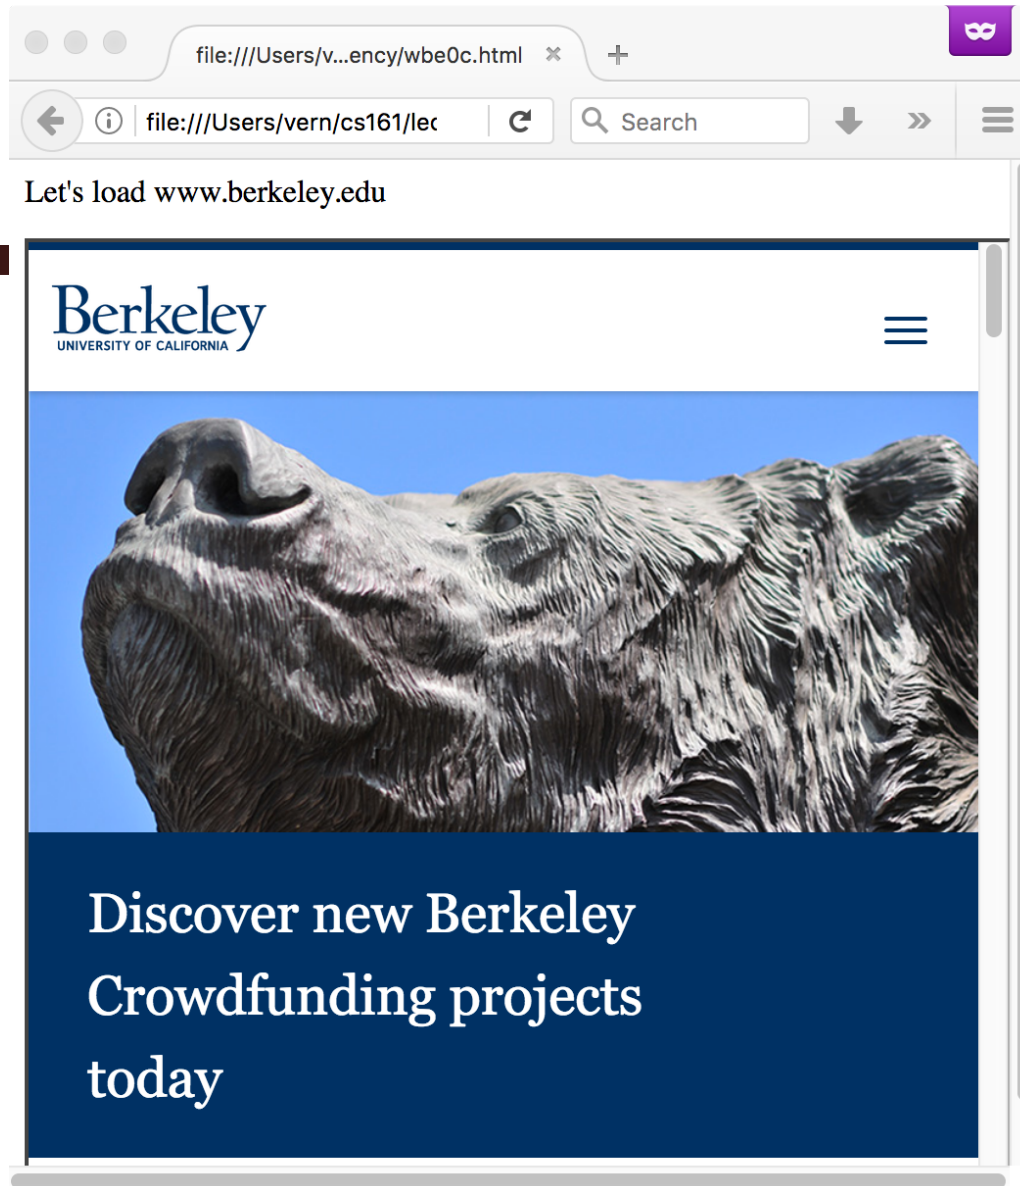 file:///Users/v...ency/wbe0c.html
file:///Users/vern/cs161/lec
Search
Let's load www.berkeley.edu
Berkeley
UNIVERSITY OF CALIFORNIA
Discover new Berkeley
Crowdfunding projects
today